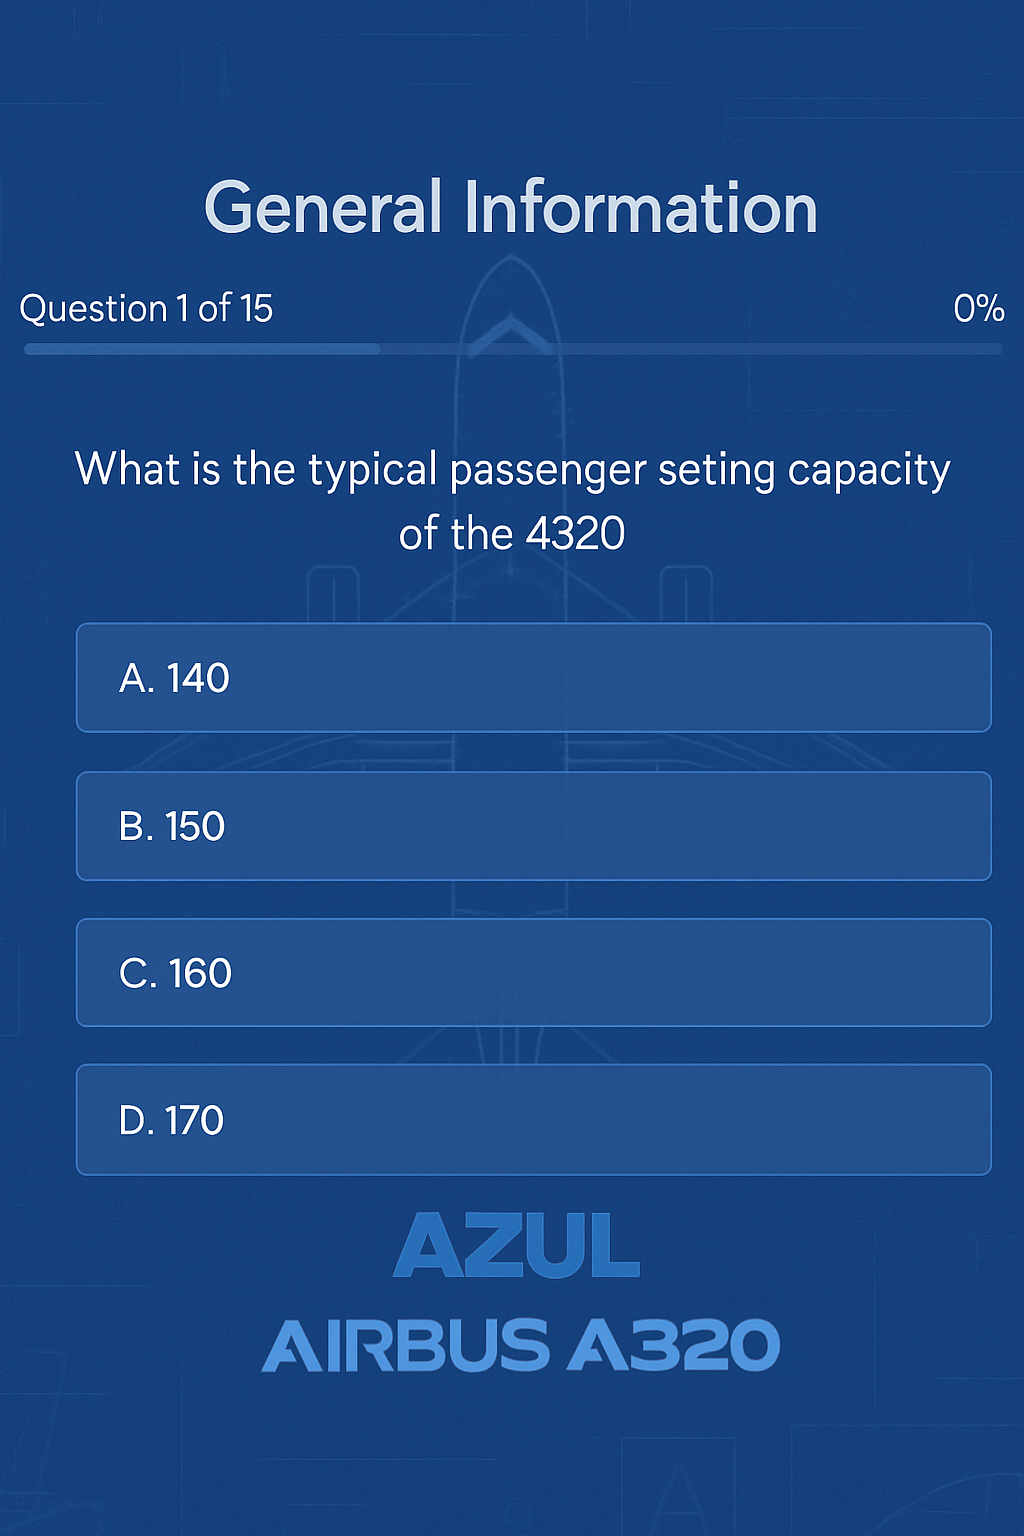 General Information
Question 1 of 15
0%
What is the typical passenger seting capacity
of the 4320
A. 140
B. 150
C. 160
D. 170
AZUL
AIRBUS A320